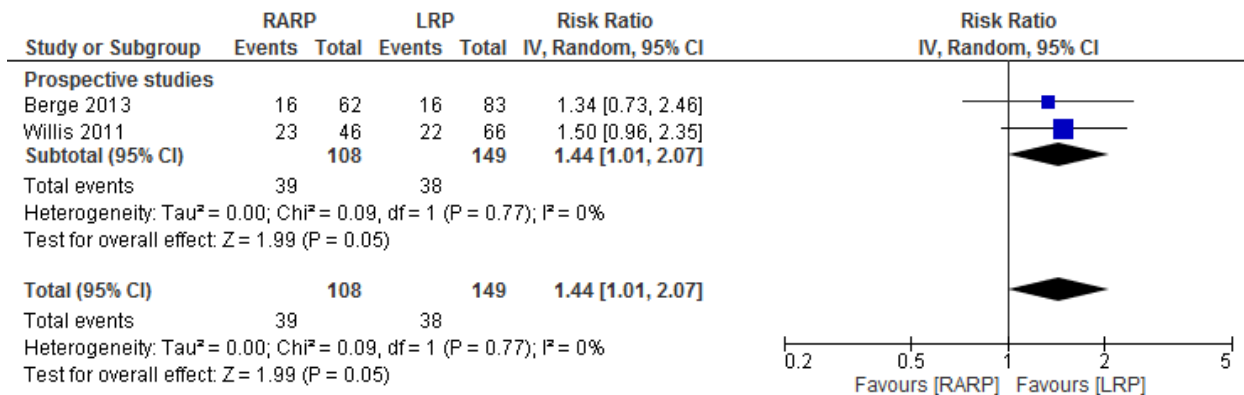 RARP LRP Risk Ratio Risk Ratio
Study or Subgroup Events Total Events Total IV, Random, 95% CI IV, Random, 95% CI
Prospective studies
Berge 2013 16 62 16 83 1.34 [0.73, 2.46]
Willis 2011 23 46 22 66 1.50 [0.96, 2.35]
Subtotal (95% CI) 108 149 1.44 [1.01, 2.07]
Total events 39 38
Heterogeneity: Tau² = 0.00; Chi² = 0.09, df = 1 (P = 0.77); I² = 0%
Test for overall effect: Z = 1.99 (P = 0.05)
Total (95% CI) 108 149 1.44 [1.01, 2.07]
Total events 39 38
Heterogeneity: Tau² = 0.00; Chi² = 0.09, df = 1 (P = 0.77); I² = 0%
Test for overall effect: Z = 1.99 (P = 0.05)
0.2 0.5 1 2 5
Favours [RARP] Favours [LRP]